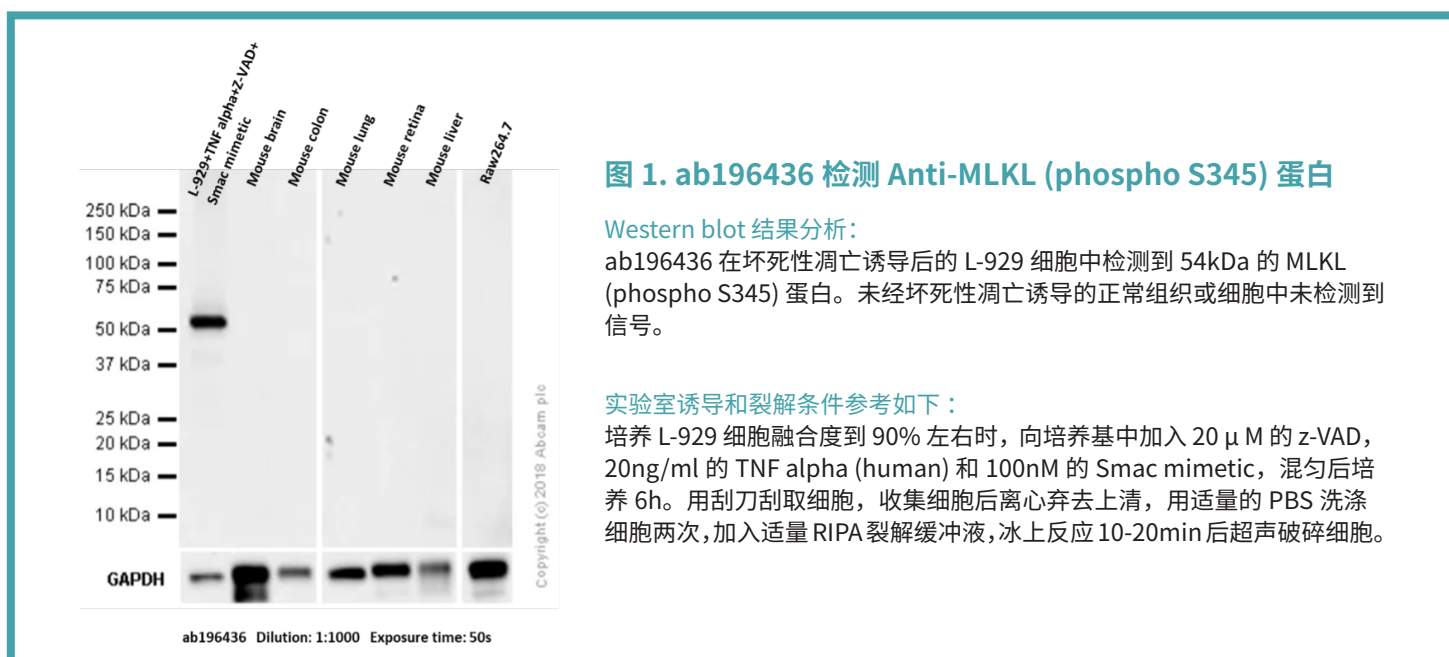 L-929+TNF alpha+Z-VAD+
Smac mimetic
Mouse brain
Mouse colon
Mouse lung
Mouse retina
Mouse liver
Raw264.7
250 kDa
150 kDa
100 kDa
75 kDa
50 kDa
37 kDa
25 kDa
20 kDa
15 kDa
10 kDa
GAPDH
Copyright (c) 2018 Abcam plc
ab196436 Dilution: 1:1000 Exposure time: 50s
图 1. ab196436 检测 Anti-MLKL (phospho S345) 蛋白
Western blot 结果分析：
ab196436 在坏死性凋亡诱导后的 L-929 细胞中检测到 54kDa 的 MLKL
(phospho S345) 蛋白。未经坏死性凋亡诱导的正常组织或细胞中未检测到
信号。
实验室诱导和裂解条件参考如下：
培养 L-929 细胞融合度到 90% 左右时，向培养基中加入 20 μ M 的 z-VAD，
20ng/ml 的 TNF alpha (human) 和 100nM 的 Smac mimetic，混匀后培
养 6h。用刮刀刮取细胞，收集细胞后离心弃去上清，用适量的 PBS 洗涤
细胞两次，加入适量 RIPA 裂解缓冲液，冰上反应 10-20min 后超声破碎细胞。